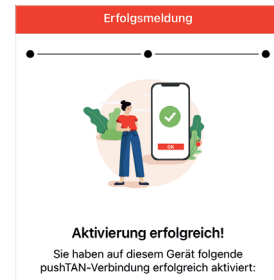 Erfolgsmeldung
OK
Aktivierung erfolgreich!
Sie haben auf diesem Gerät folgende
pushTAN-Verbindung erfolgreich aktiviert: